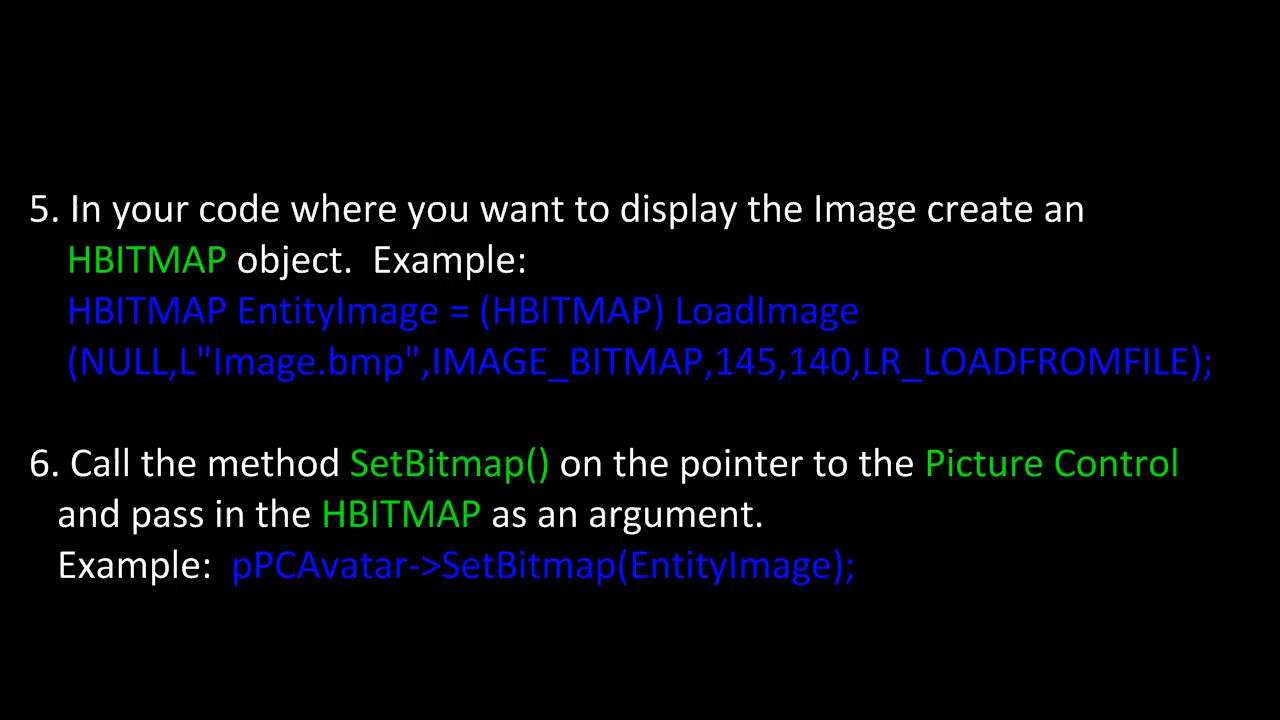 5. In your code where you want to display the Image create an
HBITMAP object.  Example:
HBITMAP EntityImage = (HBITMAP) LoadImage
(NULL,L"Image.bmp",IMAGE_BITMAP,145,140,LR_LOADFROMFILE);
6. Call the method SetBitmap() on the pointer to the Picture Control
and pass in the HBITMAP as an argument.
Example:  pPCAvatar->SetBitmap(EntityImage);